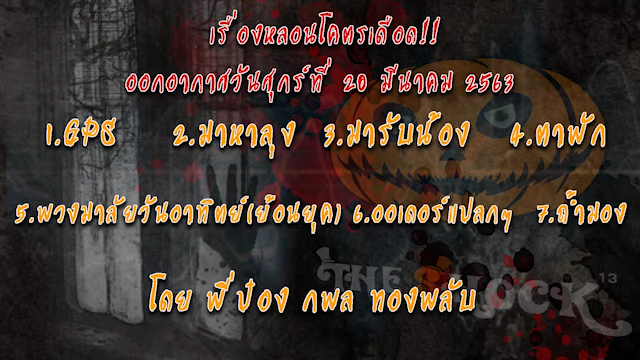 เรื่องหลอนโคตรเดือด!!
ออกอากาศวันศุกร์ที่ 20 มีนาคม 2563
1.GPS 2.มาหาลุง 3.มารับน้อง 4.ตาพัก
5.พวงมาลัยวันอาทิตย์(ย้อนยุค) 6.ออเดอร์แปลกๆ 7.ถ้ำมอง
THE SHOCK 13
โดย พี่ป๋อง กพล ทองพลับ